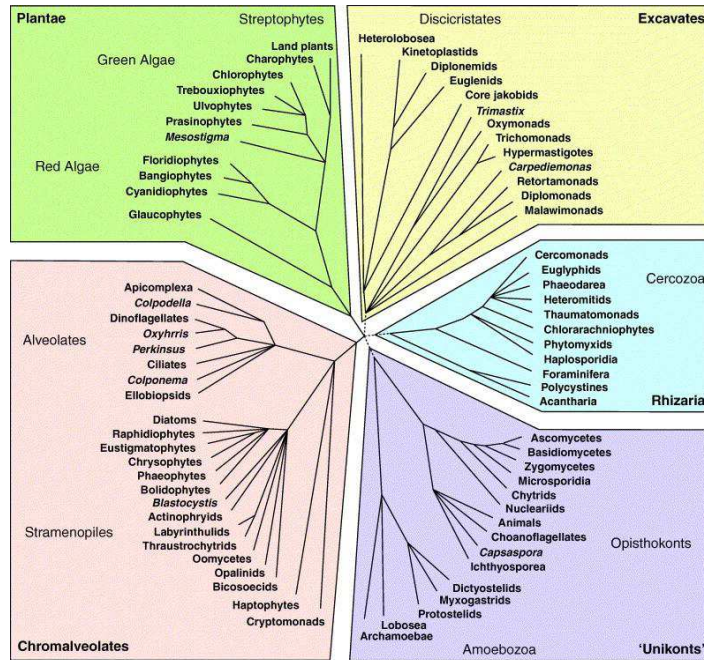 Plantae
Streptophytes
Land plants
Charophytes
Green Algae
Chlorophytes
Trebouxiophytes
Ulvophytes
Prasinophytes
Mesostigma
Red Algae
Floridiophytes
Bangiophytes
Cyanidiophytes
Glaucophytes
Discicristates
Excavates
Heterolobosea
Kinetoplastids
Diplonemids
Euglenids
Core jakobids
Trimastix
Oxymonads
Trichomonads
Hypermastigotes
Carpediemonas
Retortamonads
Diplomonads
Malawimonads
Cercomonads
Euglyphids
Cercozoa
Phaeodarea
Heteromitids
Thaumatomonads
Chlorarachniophytes
Phytomyxids
Haplosporidia
Foraminifera
Polycystines
Acantharia
Rhizaria
Apicomplexa
Colpodella
Dinoflagellates
Oxyhrris
Alveolates
Perkinsus
Ciliates
Colponema
Ellobiopsids
Diatoms
Raphidiophytes
Eustigmatophytes
Chrysophytes
Phaeophytes
Bolidophytes
Blastocystis
Actinophryids
Stramenopiles
Labyrinthulids
Thraustrochytrids
Oomycetes
Opalinids
Bicosoecids
Haptophytes
Cryptomonads
Chromalveolates
Ascomycetes
Basidiomycetes
Zygomycetes
Microsporidia
Chytrids
Nucleariids
Animals
Choanoflagellates
Capsaspora
Ichthyosporea
Opisthokonts
Dictyostelids
Myxogastrids
Protostelids
Lobosea
Archamoebae
Amoebozoa
'Unikonts'